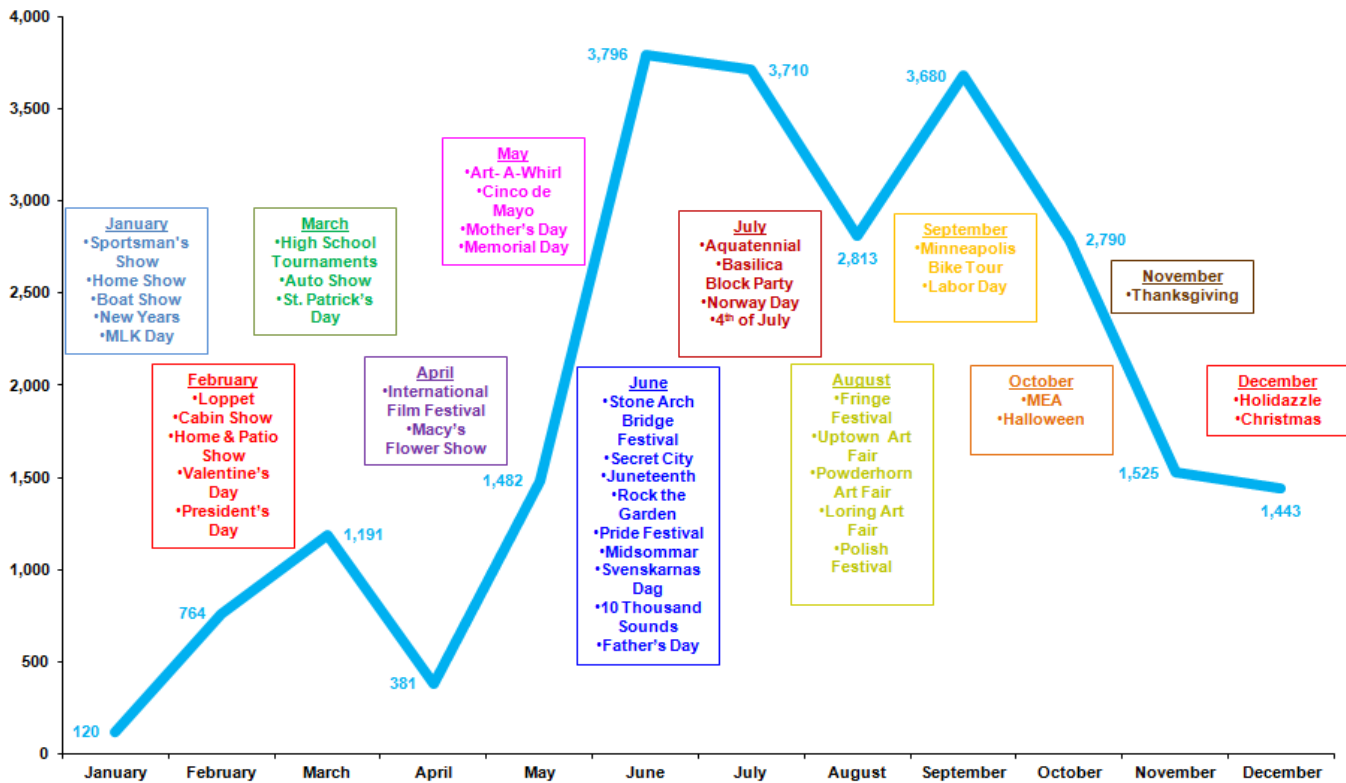 4,000
3,500
3,000
2,500
2,000
1,500
1,000
500
0
120
764
1,191
381
1,482
3,796
3,710
2,813
3,680
2,790
1,525
1,443
January
•Sportsman's
Show
•Home Show
•Boat Show
•New Years
•MLK Day
February
•Loppet
•Cabin Show
•Home & Patio
Show
•Valentine's
Day
•President's
Day
March
•High School
Tournaments
•Auto Show
•St. Patrick's
Day
April
•International
Film Festival
•Macy's
Flower Show
May
•Art- A-Whirl
•Cinco de
Mayo
•Mother's Day
•Memorial Day
June
•Stone Arch
Bridge
Festival
•Secret City
•Juneteenth
•Rock the
Garden
•Pride Festival
•Midsommar
•Svenskarnas
Dag
•10 Thousand
Sounds
•Father's Day
July
•Aquatennial
•Basilica
Block Party
•Norway Day
•4th of July
August
•Fringe
Festival
•Uptown Art
Fair
•Powderhorn
Art Fair
•Loring Art
Fair
•Polish
Festival
September
•Minneapolis
Bike Tour
•Labor Day
October
•MEA
•Halloween
November
•Thanksgiving
December
•Holidazzle
•Christmas
January February March April May June July August September October November December